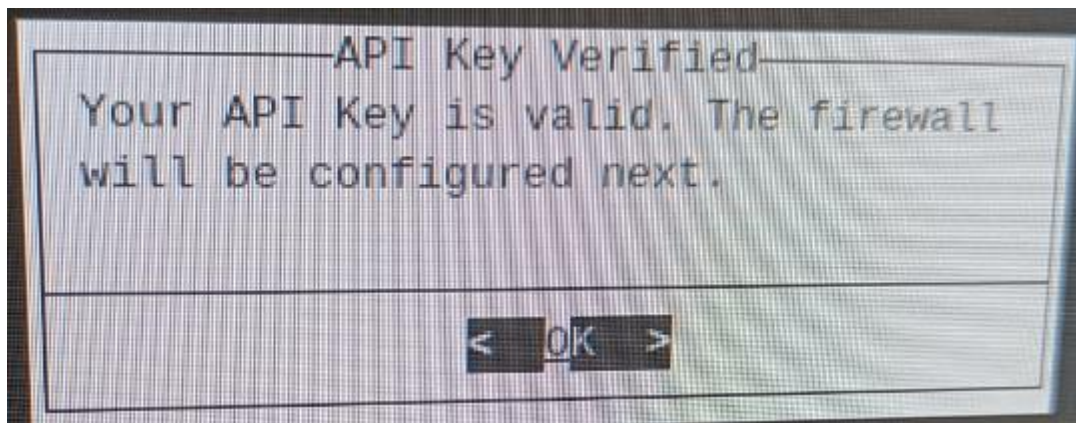 API Key Verified
Your API Key is valid. The firewall
will be configured next.
< OK >